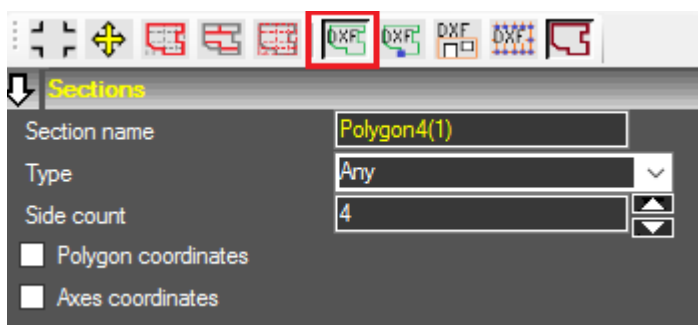 DXF DXF DXF DXF
Sections
Section name Polygon4(1)
Type Any
Side count 4
Polygon coordinates
Axes coordinates